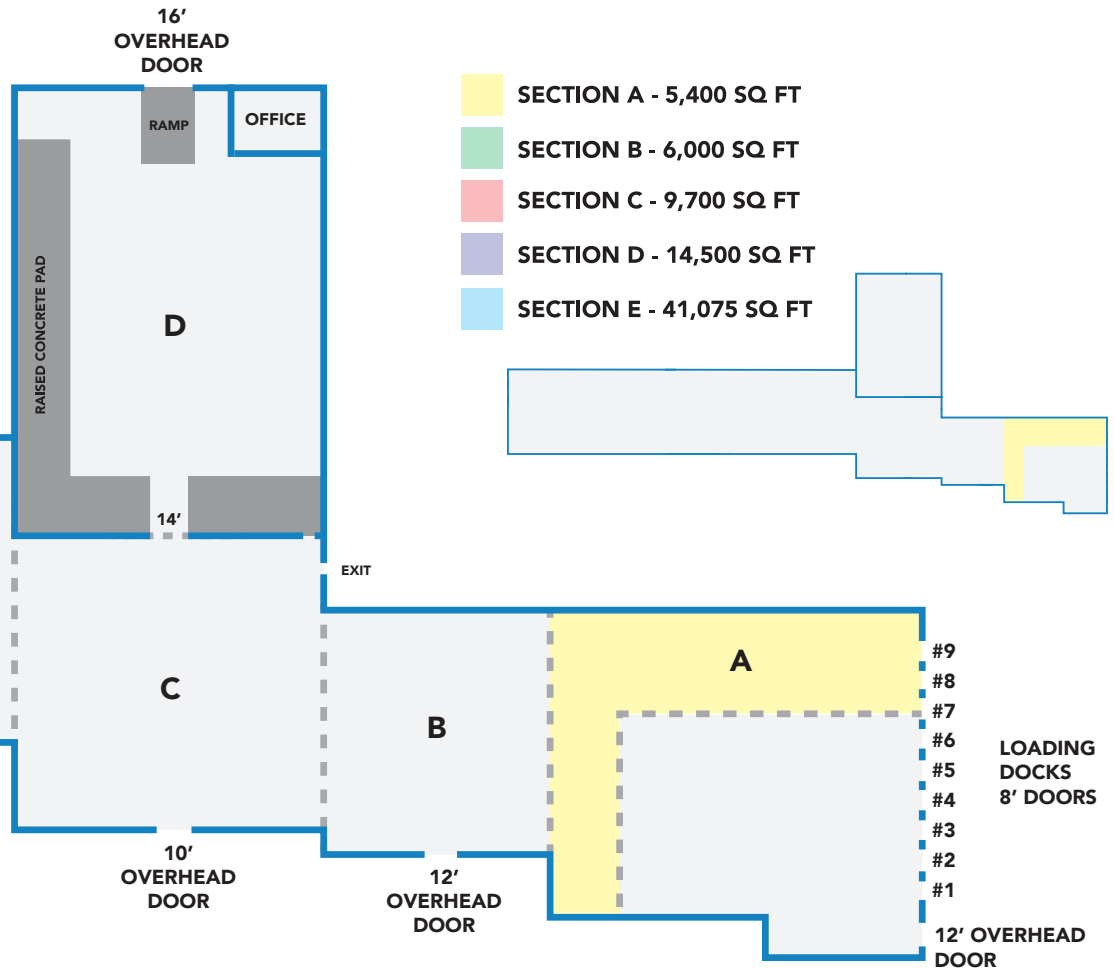 16’
OVERHEAD
DOOR
RAMP
OFFICE
SECTION A - 5,400 SQ FT
SECTION B - 6,000 SQ FT
SECTION C - 9,700 SQ FT
SECTION D - 14,500 SQ FT
SECTION E - 41,075 SQ FT
RAISED CONCRETE PAD
D
14’
EXIT
A
C
B
#9
#8
#7
#6
#5
#4
#3
#2
#1
LOADING
DOCKS
8’ DOORS
10’
OVERHEAD
DOOR
12’
OVERHEAD
DOOR
12’ OVERHEAD
DOOR